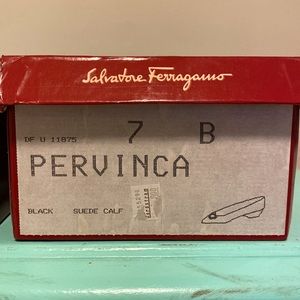 Salvatore Ferragamo
DF U 11875 7 B
PERVINCA
BLACK SUEDE CALF